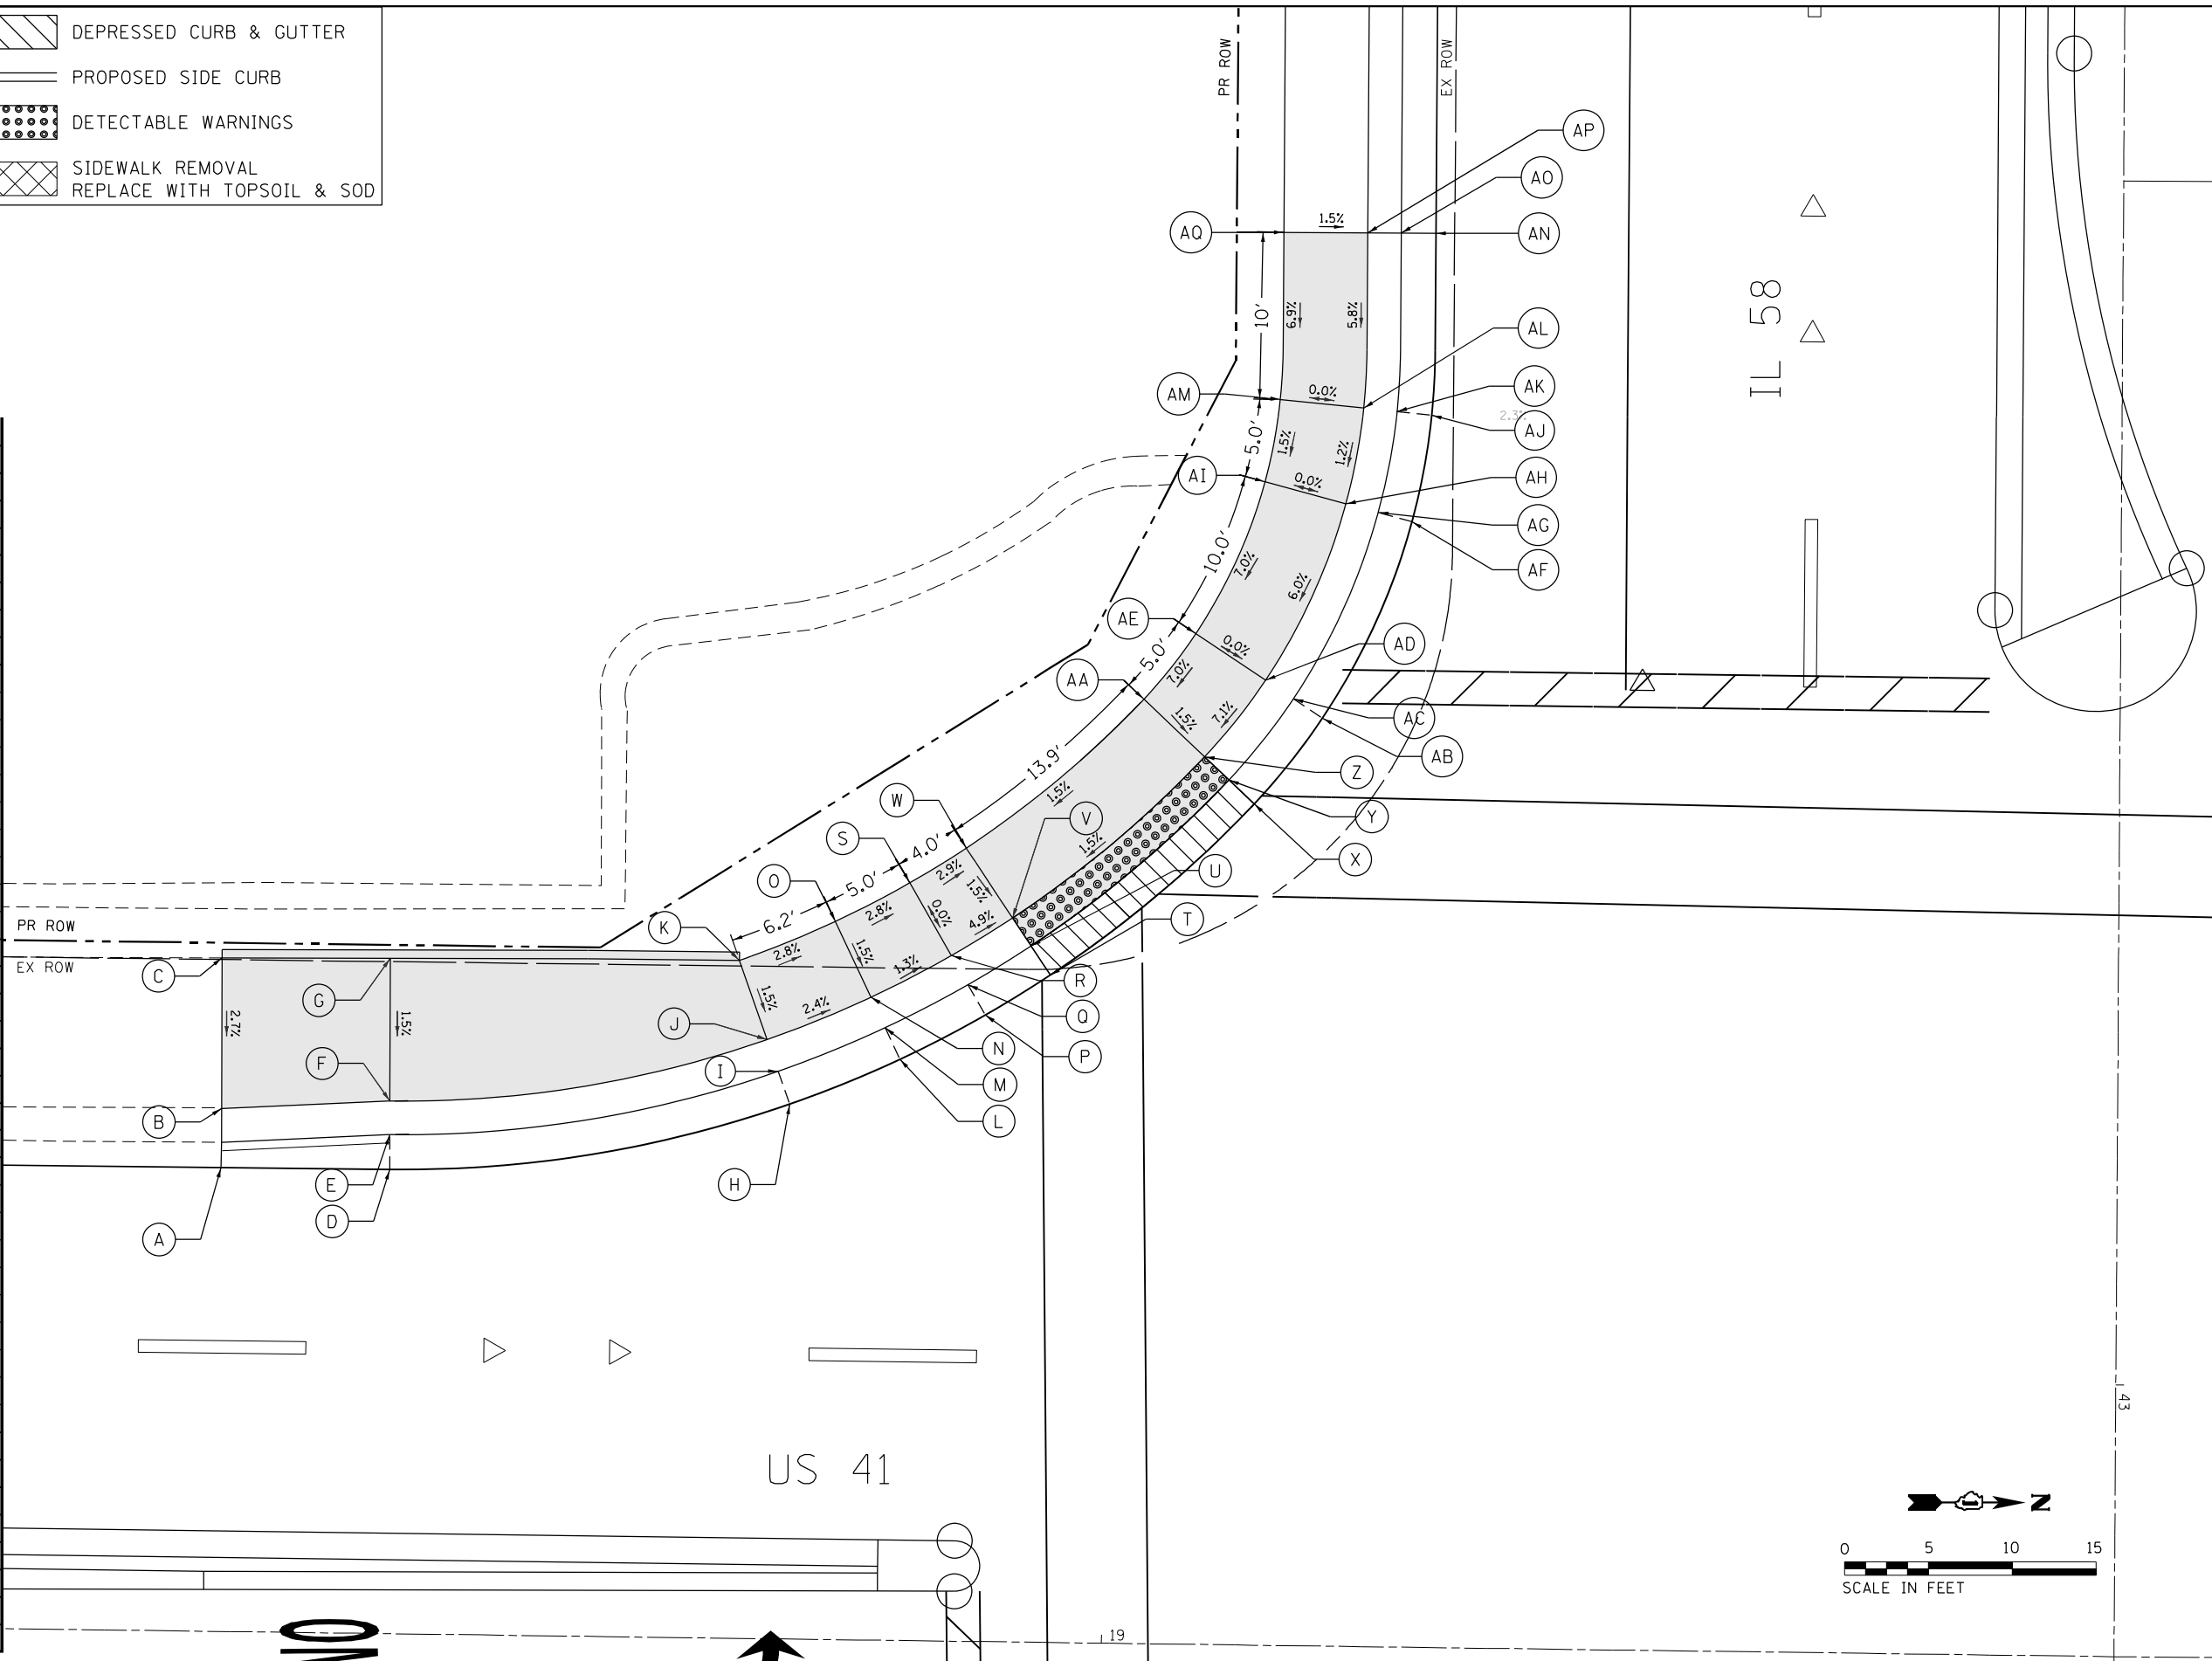 DEPRESSED CURB & GUTTER
PROPOSED SIDE CURB
DETECTABLE WARNINGS
SIDEWALK REMOVAL
REPLACE WITH TOPSOIL & SOD
PR ROW
EX ROW
AP
AO
AQ
1.5%
AN
IL 58
10'
6.9%
5.8%
AL
AM
0.0%
AK
2.3%
AJ
5.0'
1.5%
1.2%
AI
0.0%
AH
AG
10.0'
7.0%
6.0%
AF
AE
0.0%
AD
5.0'
7.0%
AA
1.5%
7.1%
AC
AB
13.9'
Z
1.5%
W
V
Y
S
4.0'
1.5%
X
O
5.0'
2.9%
1.5%
U
6.2'
2.8%
0.0%
4.9%
T
PR ROW
K
2.8%
1.5%
1.3%
EX ROW
C
G
1.5%
2.4%
R
2.7%
1.5%
J
Q
N
P
F
I
M
B
L
E
H
D
A
43
US 41
N
0 5 10 15
SCALE IN FEET
19